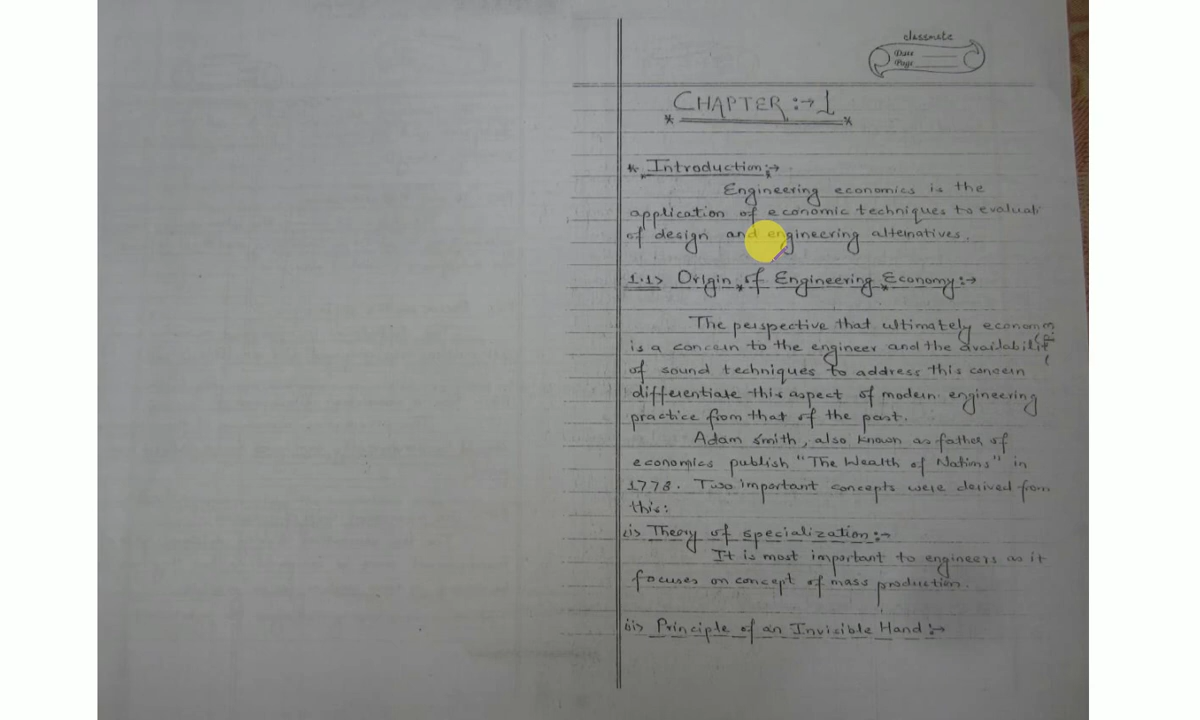 classmate
Date
Page
CHAPTER :→ 1
* Introduction :→
Engineering economics is the
application of economic techniques to evaluati
of design and engineering alternatives.
1.1> Origin of Engineering Economy :→
The perspective that ultimately econom
is a concern to the engineer and the availabilit
of sound techniques to address this concern
differentiate this aspect of modern engineering
practice from that of the past.
Adam Smith, also known as father of
economics publish "The Wealth of Nations" in
1778. Two important concepts were derived from
this:
i> Theory of specialization :→
It is most important to engineers as it
focuses on concept of mass production.
ii> Principle of an Invisible Hand :→